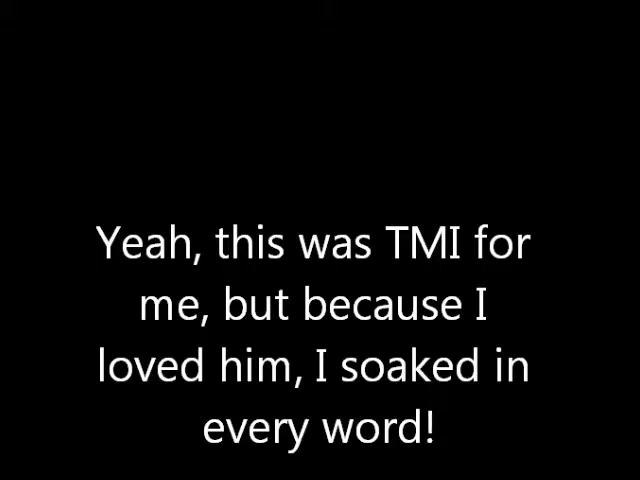 Yeah, this was TMI for
me, but because I
loved him, I soaked in
every word!